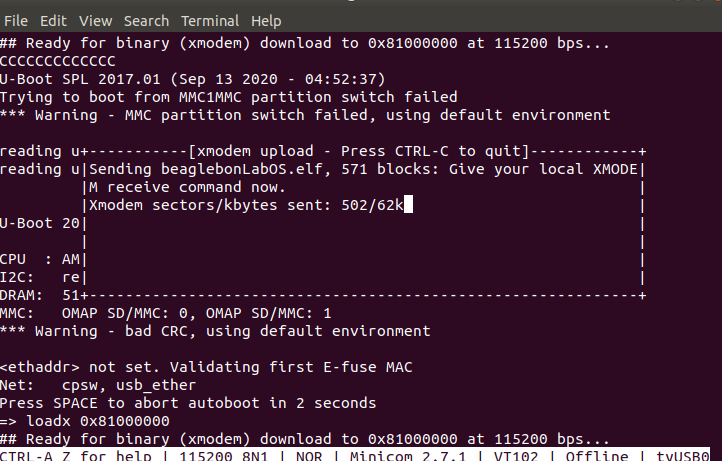 File Edit View Search Terminal Help
## Ready for binary (xmodem) download to 0x81000000 at 115200 bps...
CCCCCCCCCCCCC
U-Boot SPL 2017.01 (Sep 13 2020 - 04:52:37)
Trying to boot from MMC1MMC partition switch failed
*** Warning - MMC partition switch failed, using default environment
reading u+-----------[xmodem upload - Press CTRL-C to quit]------------+
reading u|Sending beaglebonLabOS.elf, 571 blocks: Give your local XMODE|
|M receive command now. |
|Xmodem sectors/kbytes sent: 502/62k |
U-Boot 20| |
| |
CPU : AM| |
I2C: re| |
DRAM: 51+-------------------------------------------------------------+
MMC: OMAP SD/MMC: 0, OMAP SD/MMC: 1
*** Warning - bad CRC, using default environment
<ethaddr> not set. Validating first E-fuse MAC
Net: cpsw, usb_ether
Press SPACE to abort autoboot in 2 seconds
=> loadx 0x81000000
## Ready for binary (xmodem) download to 0x81000000 at 115200 bps...
CTRL-A Z for help | 115200 8N1 | NOR | Minicom 2.7.1 | VT102 | Offline | tyUSB0